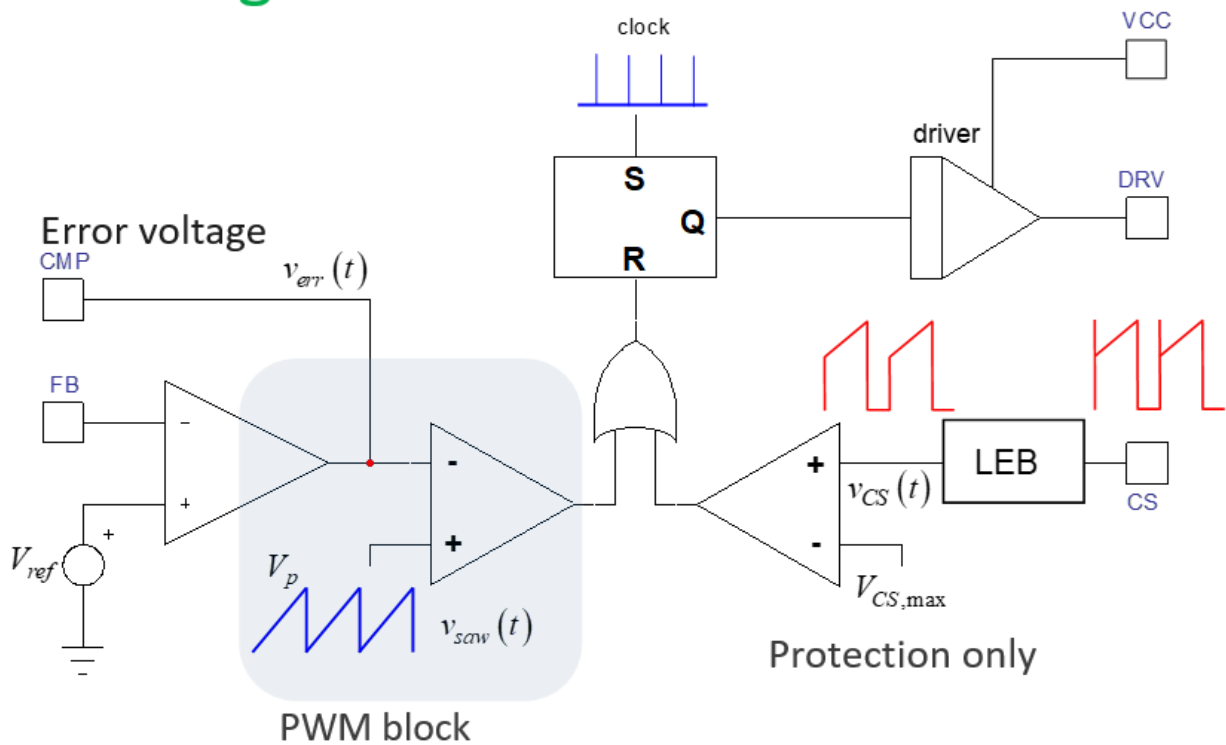 g
clock
VCC
driver
S
Q
R
DRV
Error voltage
CMP
v_err (t)
FB
-
+
+
V_ref
-
+
V_p
v_saw (t)
PWM block
+
-
v_CS (t)
V_CS,max
LEB
CS
Protection only